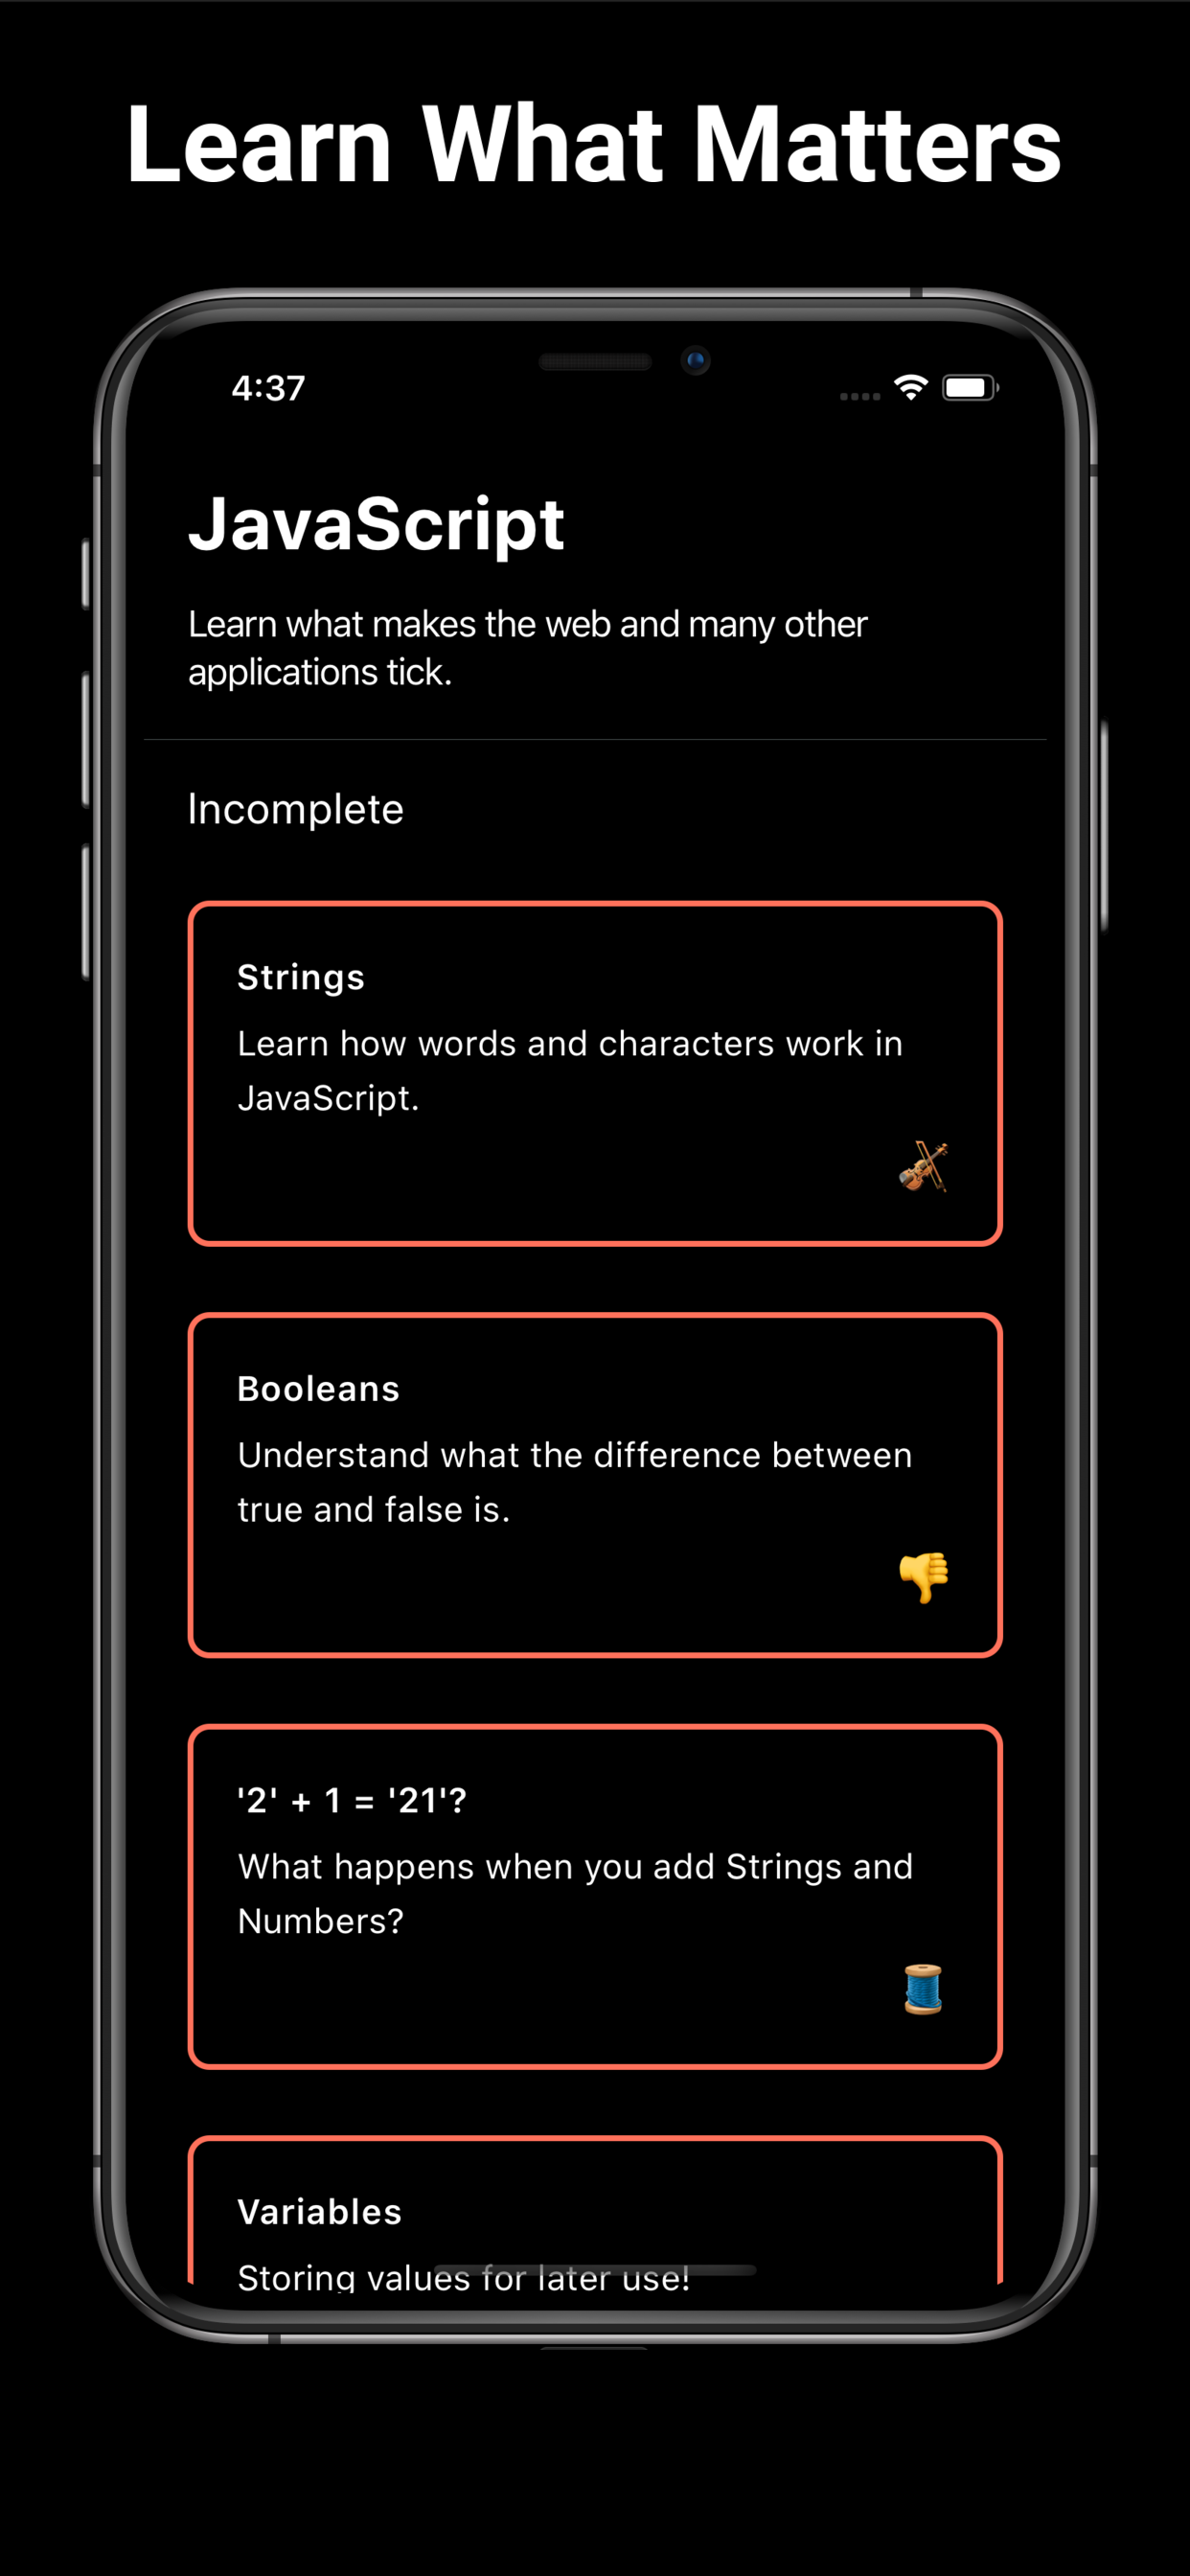 Learn What Matters
4:37
JavaScript
Learn what makes the web and many other
applications tick.
Incomplete
Strings
Learn how words and characters work in
JavaScript.
Booleans
Understand what the difference between
true and false is.
'2' + 1 = '21'?
What happens when you add Strings and
Numbers?
Variables
Storing values for later use!